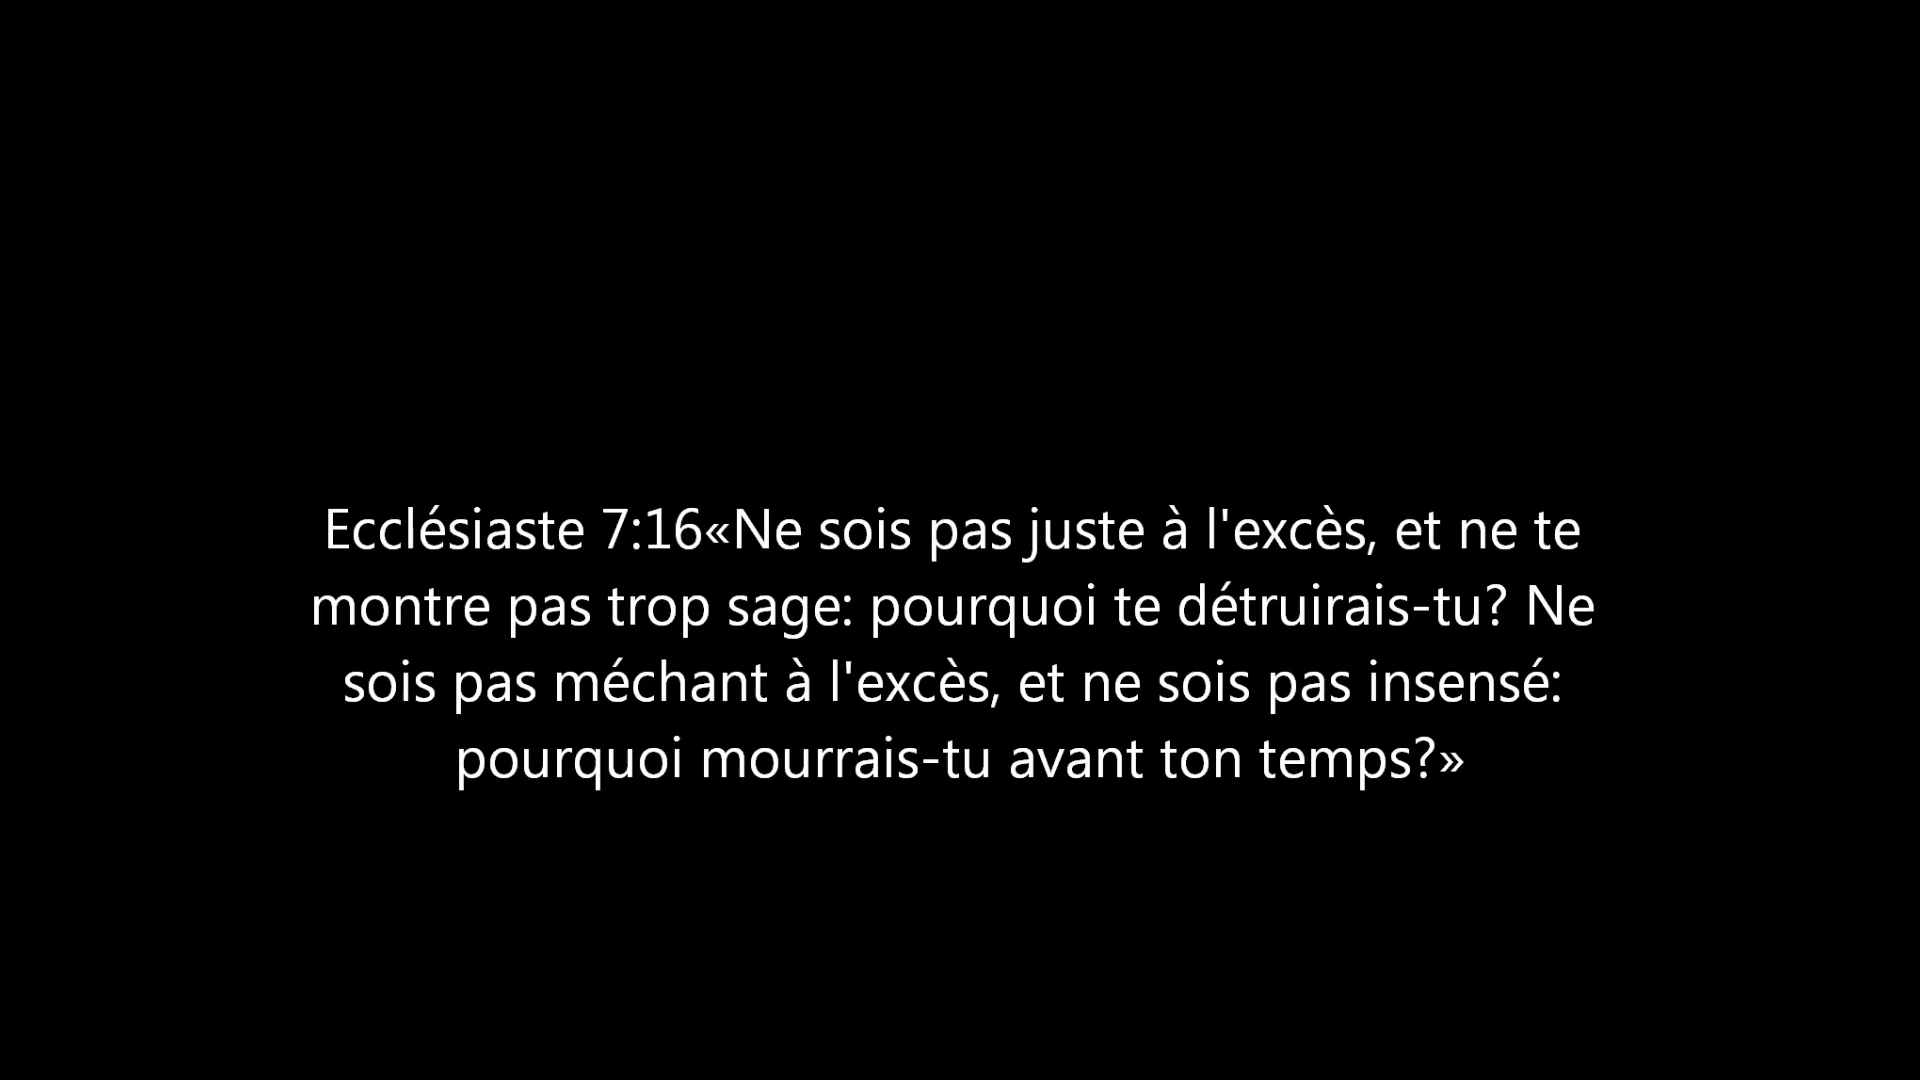 Ecclésiaste 7:16«Ne sois pas juste à l'excès, et ne te
montre pas trop sage: pourquoi te détruirais-tu? Ne
sois pas méchant à l'excès, et ne sois pas insensé:
pourquoi mourrais-tu avant ton temps?»